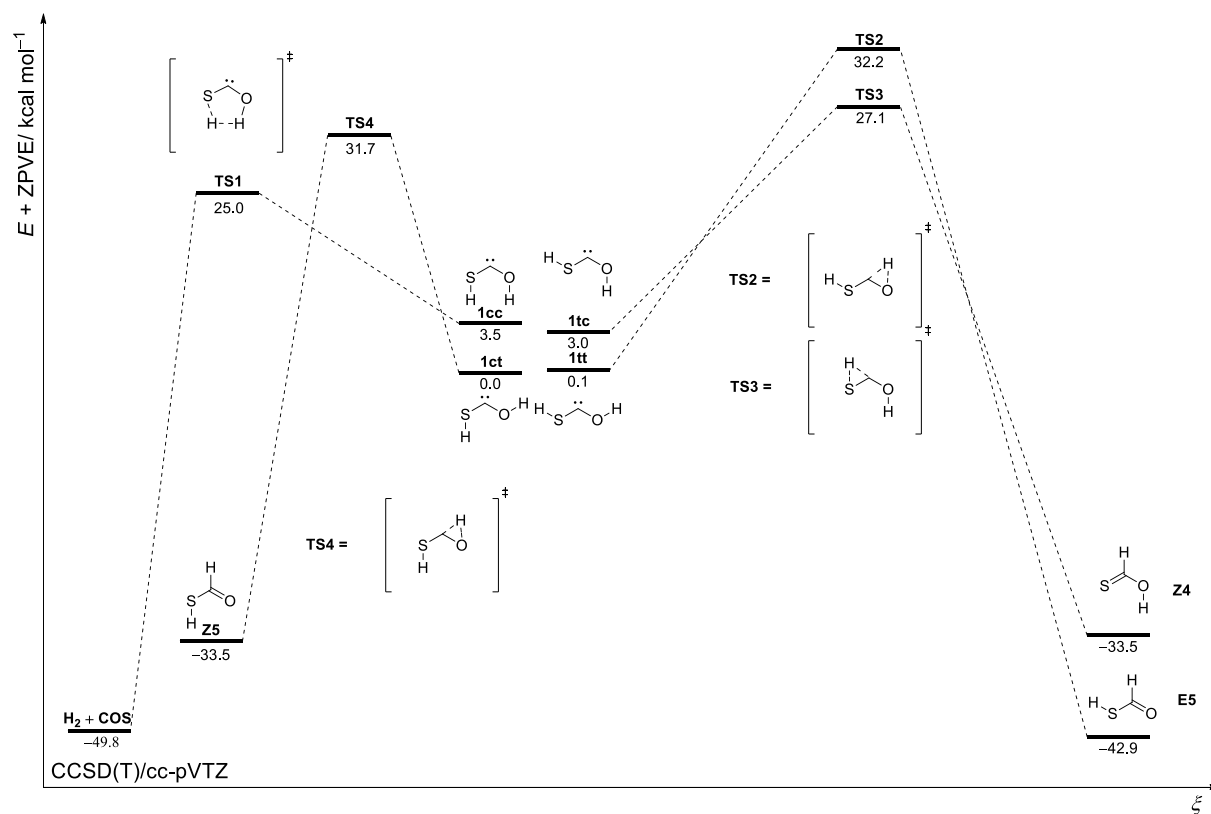 E + ZPVE/ kcal mol⁻¹
‡
S
O
H
H
TS1
25.0
TS4
31.7
TS2
32.2
TS3
27.1
S
O
H
H
1cc
3.5
H
S
O
H
1tc
3.0
1ct
0.0
S
O
H
H
1tt
0.1
H
S
O
H
TS2 =
‡
H
S
O
H
TS3 =
‡
H
S
O
H
TS4 =
‡
H
S
O
H
H
S
O
H
Z5
−33.5
H
S
O
H
Z4
−33.5
H
H
S
O
E5
−42.9
H₂ + COS
−49.8
CCSD(T)/cc-pVTZ
ξ